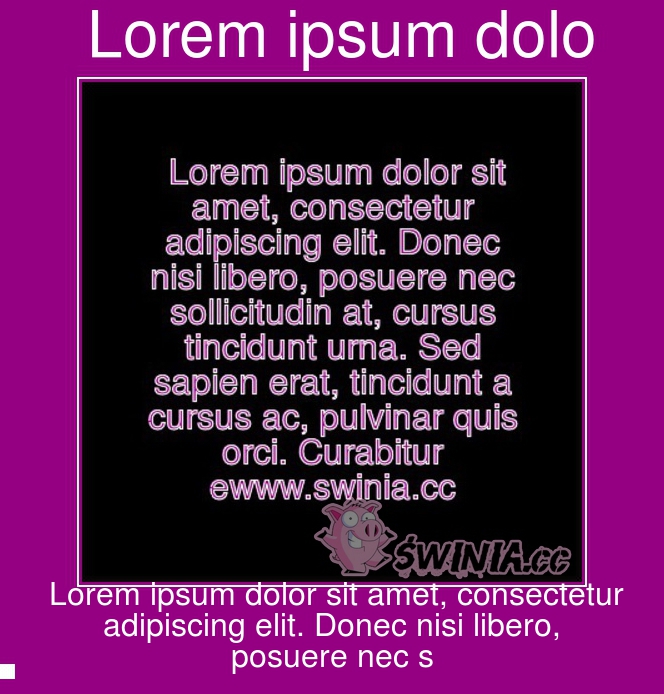 Lorem ipsum dolo
Lorem ipsum dolor sit
amet, consectetur
adipiscing elit. Donec
nisi libero, posuere nec
sollicitudin at, cursus
tincidunt urna. Sed
sapien erat, tincidunt a
cursus ac, pulvinar quis
orci. Curabitur
ewww.swinia.cc
ŚWINIA.cc
Lorem ipsum dolor sit amet, consectetur
adipiscing elit. Donec nisi libero,
posuere nec s